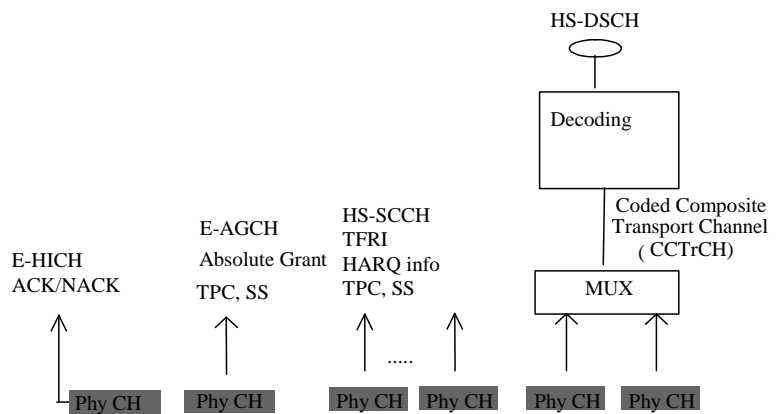 HS-DSCH
Decoding
Coded Composite
Transport Channel
( CCTrCH)
HS-SCCH
TFRI
HARQ info
TPC, SS
E-AGCH
Absolute Grant
TPC, SS
E-HICH
ACK/NACK
MUX
.....
Phy CH
Phy CH
Phy CH
Phy CH
Phy CH
Phy CH